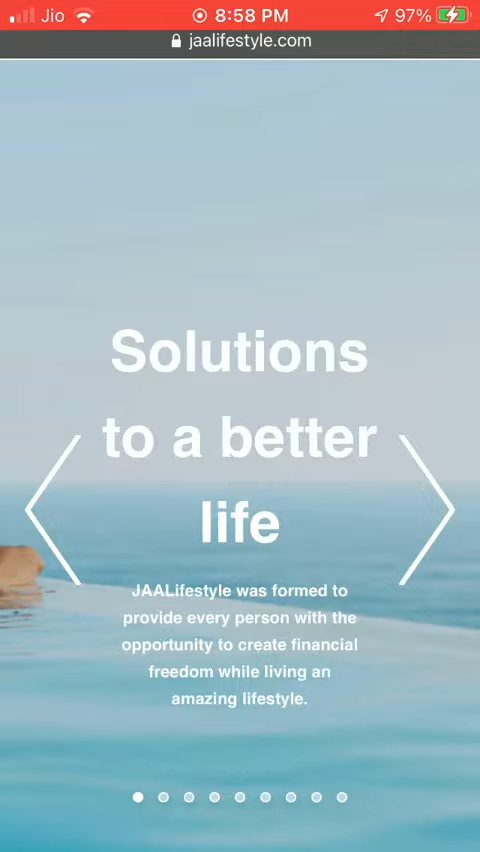 Jio 8:58 PM 97%
jaalifestyle.com
Solutions
to a better
life
JAALifestyle was formed to
provide every person with the
opportunity to create financial
freedom while living an
amazing lifestyle.